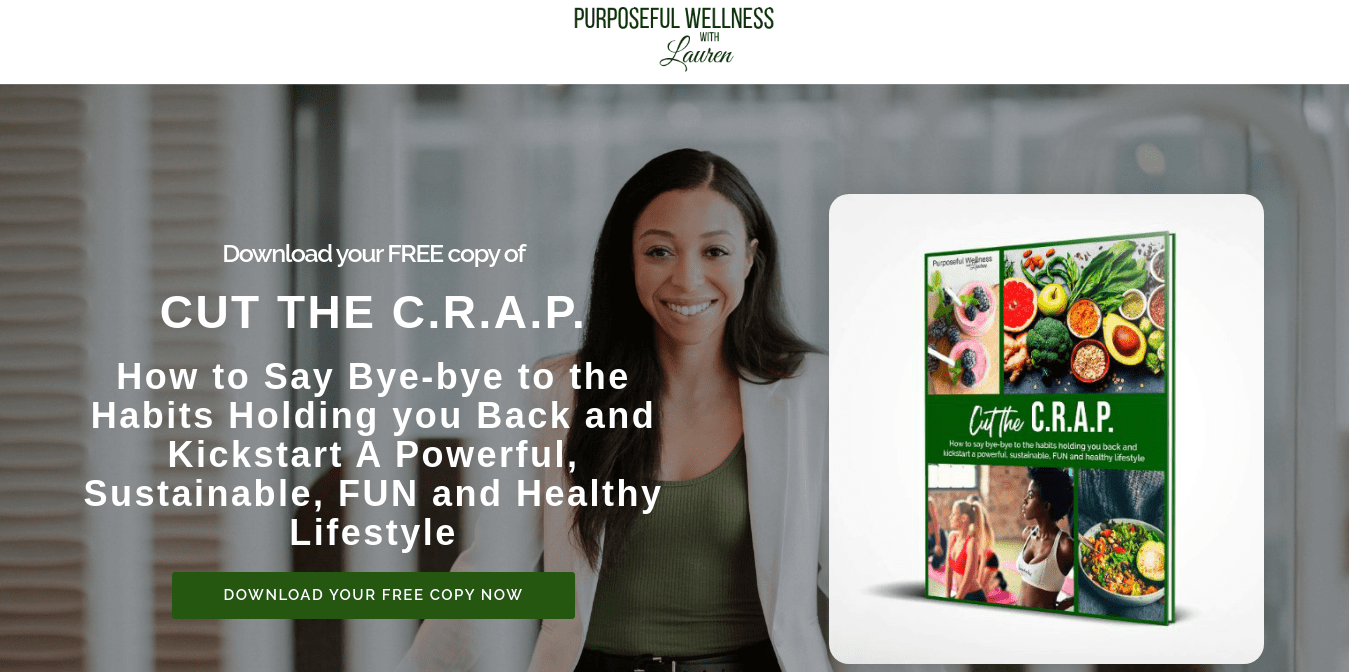 PURPOSEFUL WELLNESS
WITH
Lauren
Download your FREE copy of
CUT THE C.R.A.P.
How to Say Bye-bye to the
Habits Holding you Back and
Kickstart A Powerful,
Sustainable, FUN and Healthy
Lifestyle
DOWNLOAD YOUR FREE COPY NOW
Purposeful Wellness
Cut the C.R.A.P.
How to say bye-bye to the habits holding you back and
kickstart a powerful, sustainable, FUN and healthy lifestyle